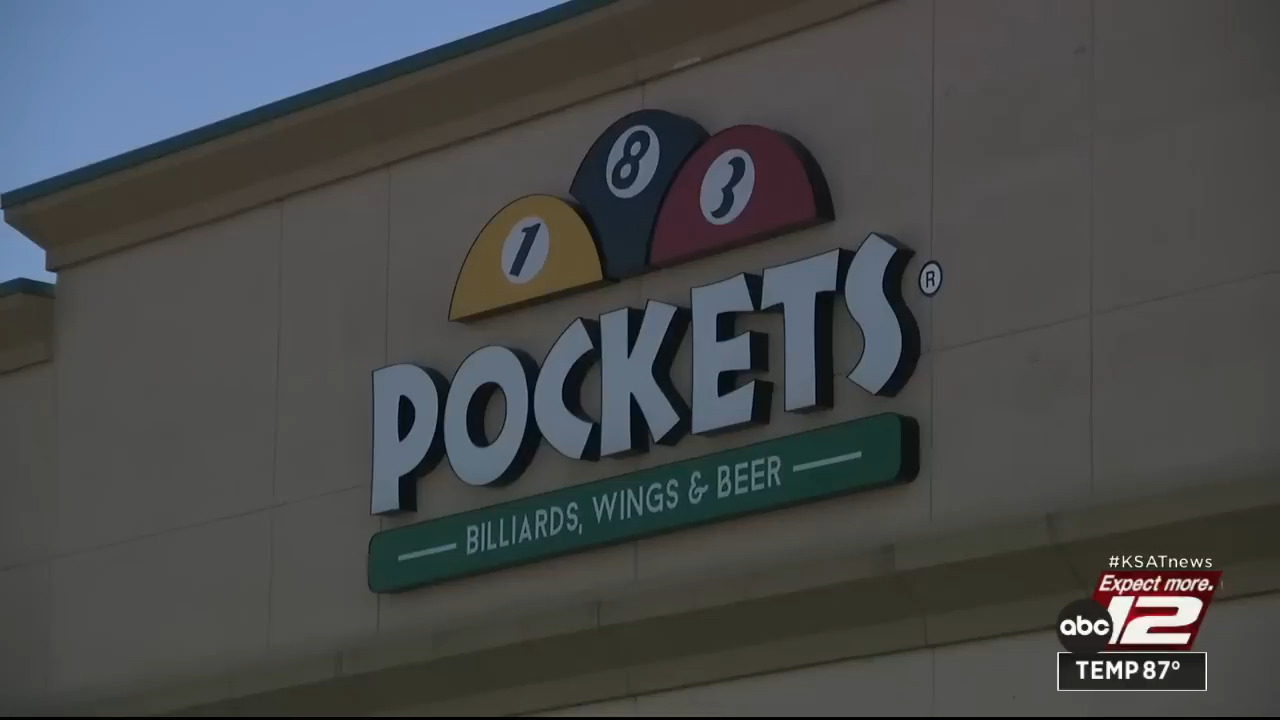 1 8 3
POCKETS®
BILLIARDS, WINGS & BEER
#KSATnews
Expect more.
abc 12
TEMP 87°